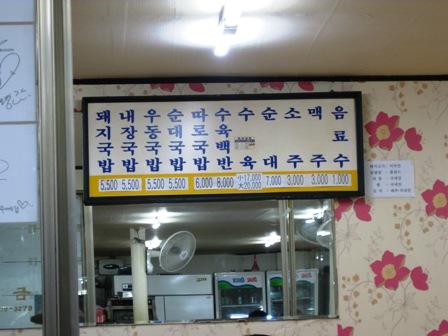 돼지국밥
5,500
내장국밥
5,500
우동국밥
5,500
순대국밥
5,500
따로국밥
6,000
수육백반
8,000
수육
小17,000
大20,000
순대
7,000
소주
3,000
맥주
3,000
음료수
1,000
금
3273